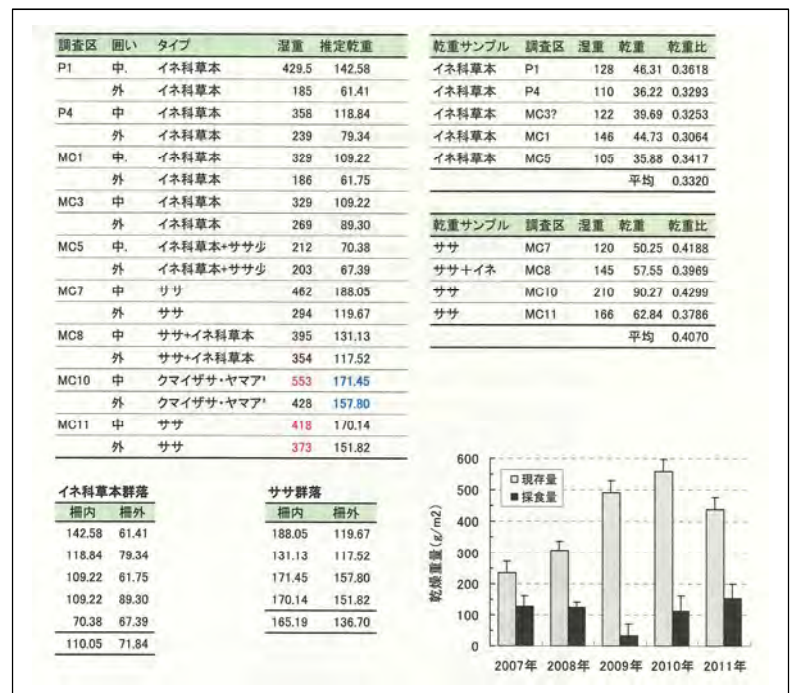 調査区 囲い タイプ 湿重 推定乾重
P1 中. イネ科草本 429.5 142.58
外 イネ科草本 185 61.41
P4 中 イネ科草本 358 118.84
外 イネ科草本 239 79.34
MC1 中. イネ科草本 329 109.22
外 イネ科草本 186 61.75
MC3 中 イネ科草本 329 109.22
外 イネ科草本 269 89.30
MC5 中. イネ科草本+ササ少 212 70.38
外 イネ科草本+ササ少 203 67.39
MC7 中 ササ 462 188.05
外 ササ 294 119.67
MC8 中 ササ+イネ科草本 395 131.13
外 ササ+イネ科草本 354 117.52
MC10 中 クマイザサ・ヤマア 553 171.45
外 クマイザサ・ヤマア 428 157.80
MC11 中 ササ 418 170.14
外 ササ 373 151.82
乾重サンプル 調査区 湿重 乾重 乾重比
イネ科草本 P1 128 46.31 0.3618
イネ科草本 P4 110 36.22 0.3293
イネ科草本 MC3? 122 39.69 0.3253
イネ科草本 MC1 146 44.73 0.3064
イネ科草本 MC5 105 35.88 0.3417
平均 0.3320
乾重サンプル 調査区 湿重 乾重 乾重比
ササ MC7 120 50.25 0.4188
ササ+イネ MC8 145 57.55 0.3969
ササ MC10 210 90.27 0.4299
ササ MC11 166 62.84 0.3786
平均 0.4070
イネ科草本群落
柵内 柵外
142.58 61.41
118.84 79.34
109.22 61.75
109.22 89.30
70.38 67.39
110.05 71.84
ササ群落
柵内 柵外
188.05 119.67
131.13 117.52
171.45 157.80
170.14 151.82
165.19 136.70
乾燥重量(g/m2)
600
500
400
300
200
100
0
現存量
採食量
2007年 2008年 2009年 2010年 2011年